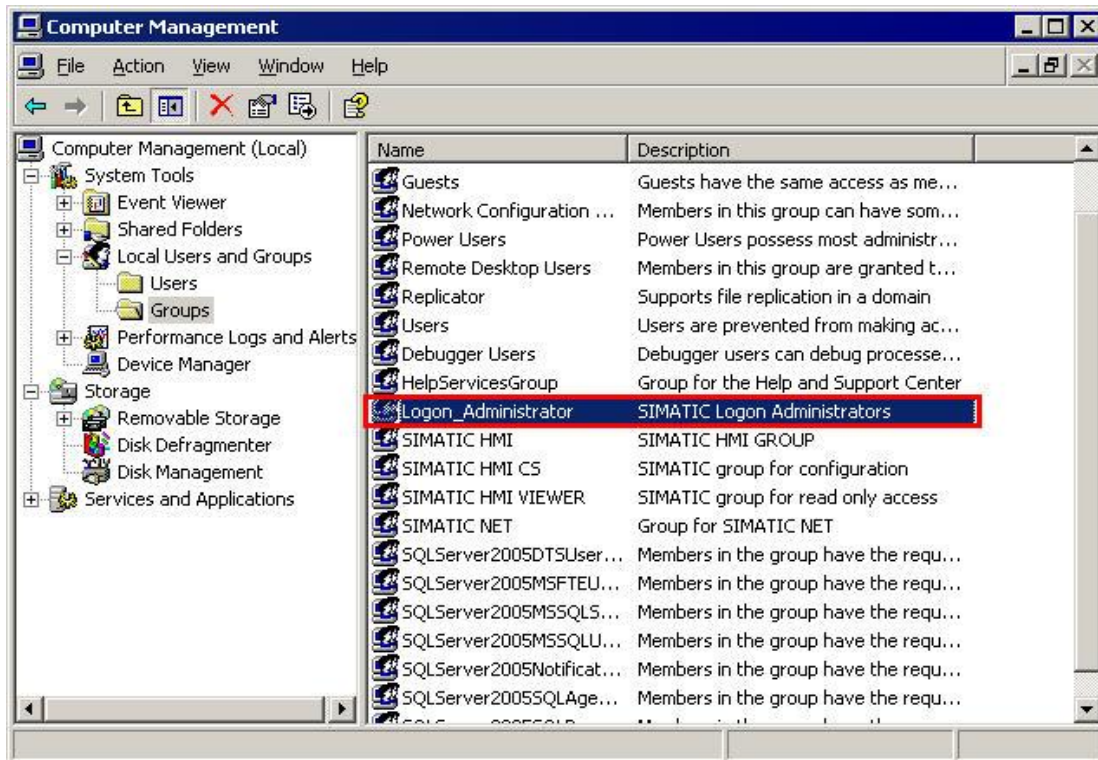 Computer Management
File Action View Window Help
Computer Management (Local)
System Tools
Event Viewer
Shared Folders
Local Users and Groups
Users
Groups
Performance Logs and Alerts
Device Manager
Storage
Removable Storage
Disk Defragmenter
Disk Management
Services and Applications
Name Description
Guests Guests have the same access as me...
Network Configuration ... Members in this group can have som...
Power Users Power Users possess most administr...
Remote Desktop Users Members in this group are granted t...
Replicator Supports file replication in a domain
Users Users are prevented from making ac...
Debugger Users Debugger users can debug processe...
HelpServicesGroup Group for the Help and Support Center
Logon_Administrator SIMATIC Logon Administrators
SIMATIC HMI SIMATIC HMI GROUP
SIMATIC HMI CS SIMATIC group for configuration
SIMATIC HMI VIEWER SIMATIC group for read only access
SIMATIC NET Group for SIMATIC NET
SQLServer2005DTSUser... Members in the group have the requ...
SQLServer2005MSFTEU... Members in the group have the requ...
SQLServer2005MSSQLS... Members in the group have the requ...
SQLServer2005MSSQLU... Members in the group have the requ...
SQLServer2005Notificat... Members in the group have the requ...
SQLServer2005SQLAge... Members in the group have the requ...